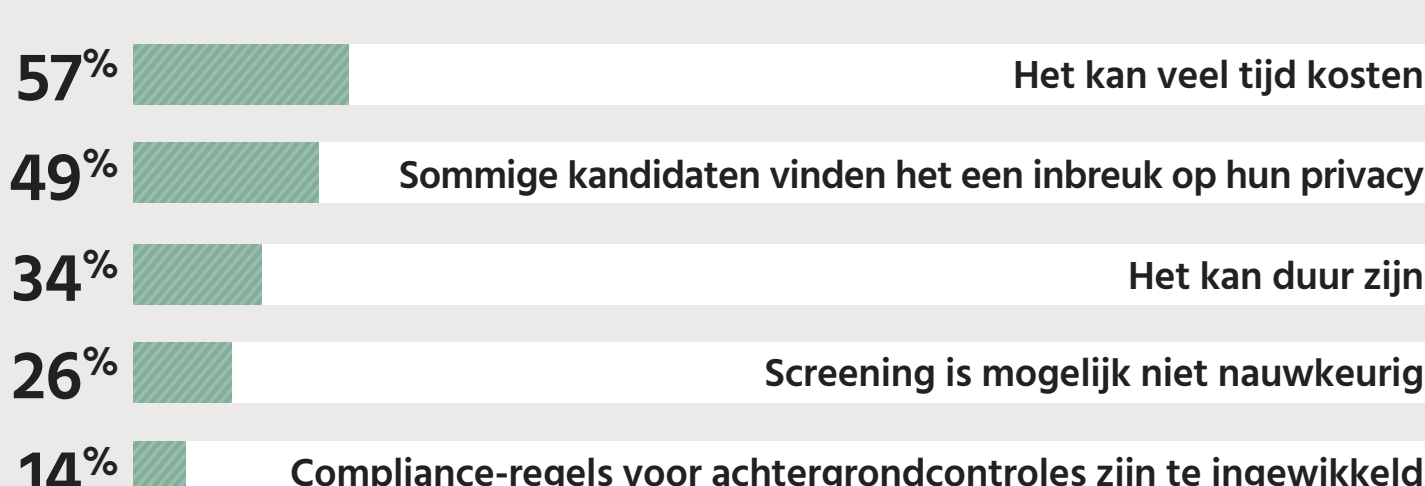 57% Het kan veel tijd kosten
49% Sommige kandidaten vinden het een inbreuk op hun privacy
34% Het kan duur zijn
26% Screening is mogelijk niet nauwkeurig
14% Compliance-regels voor achtergrondcontroles zijn te ingewikkeld